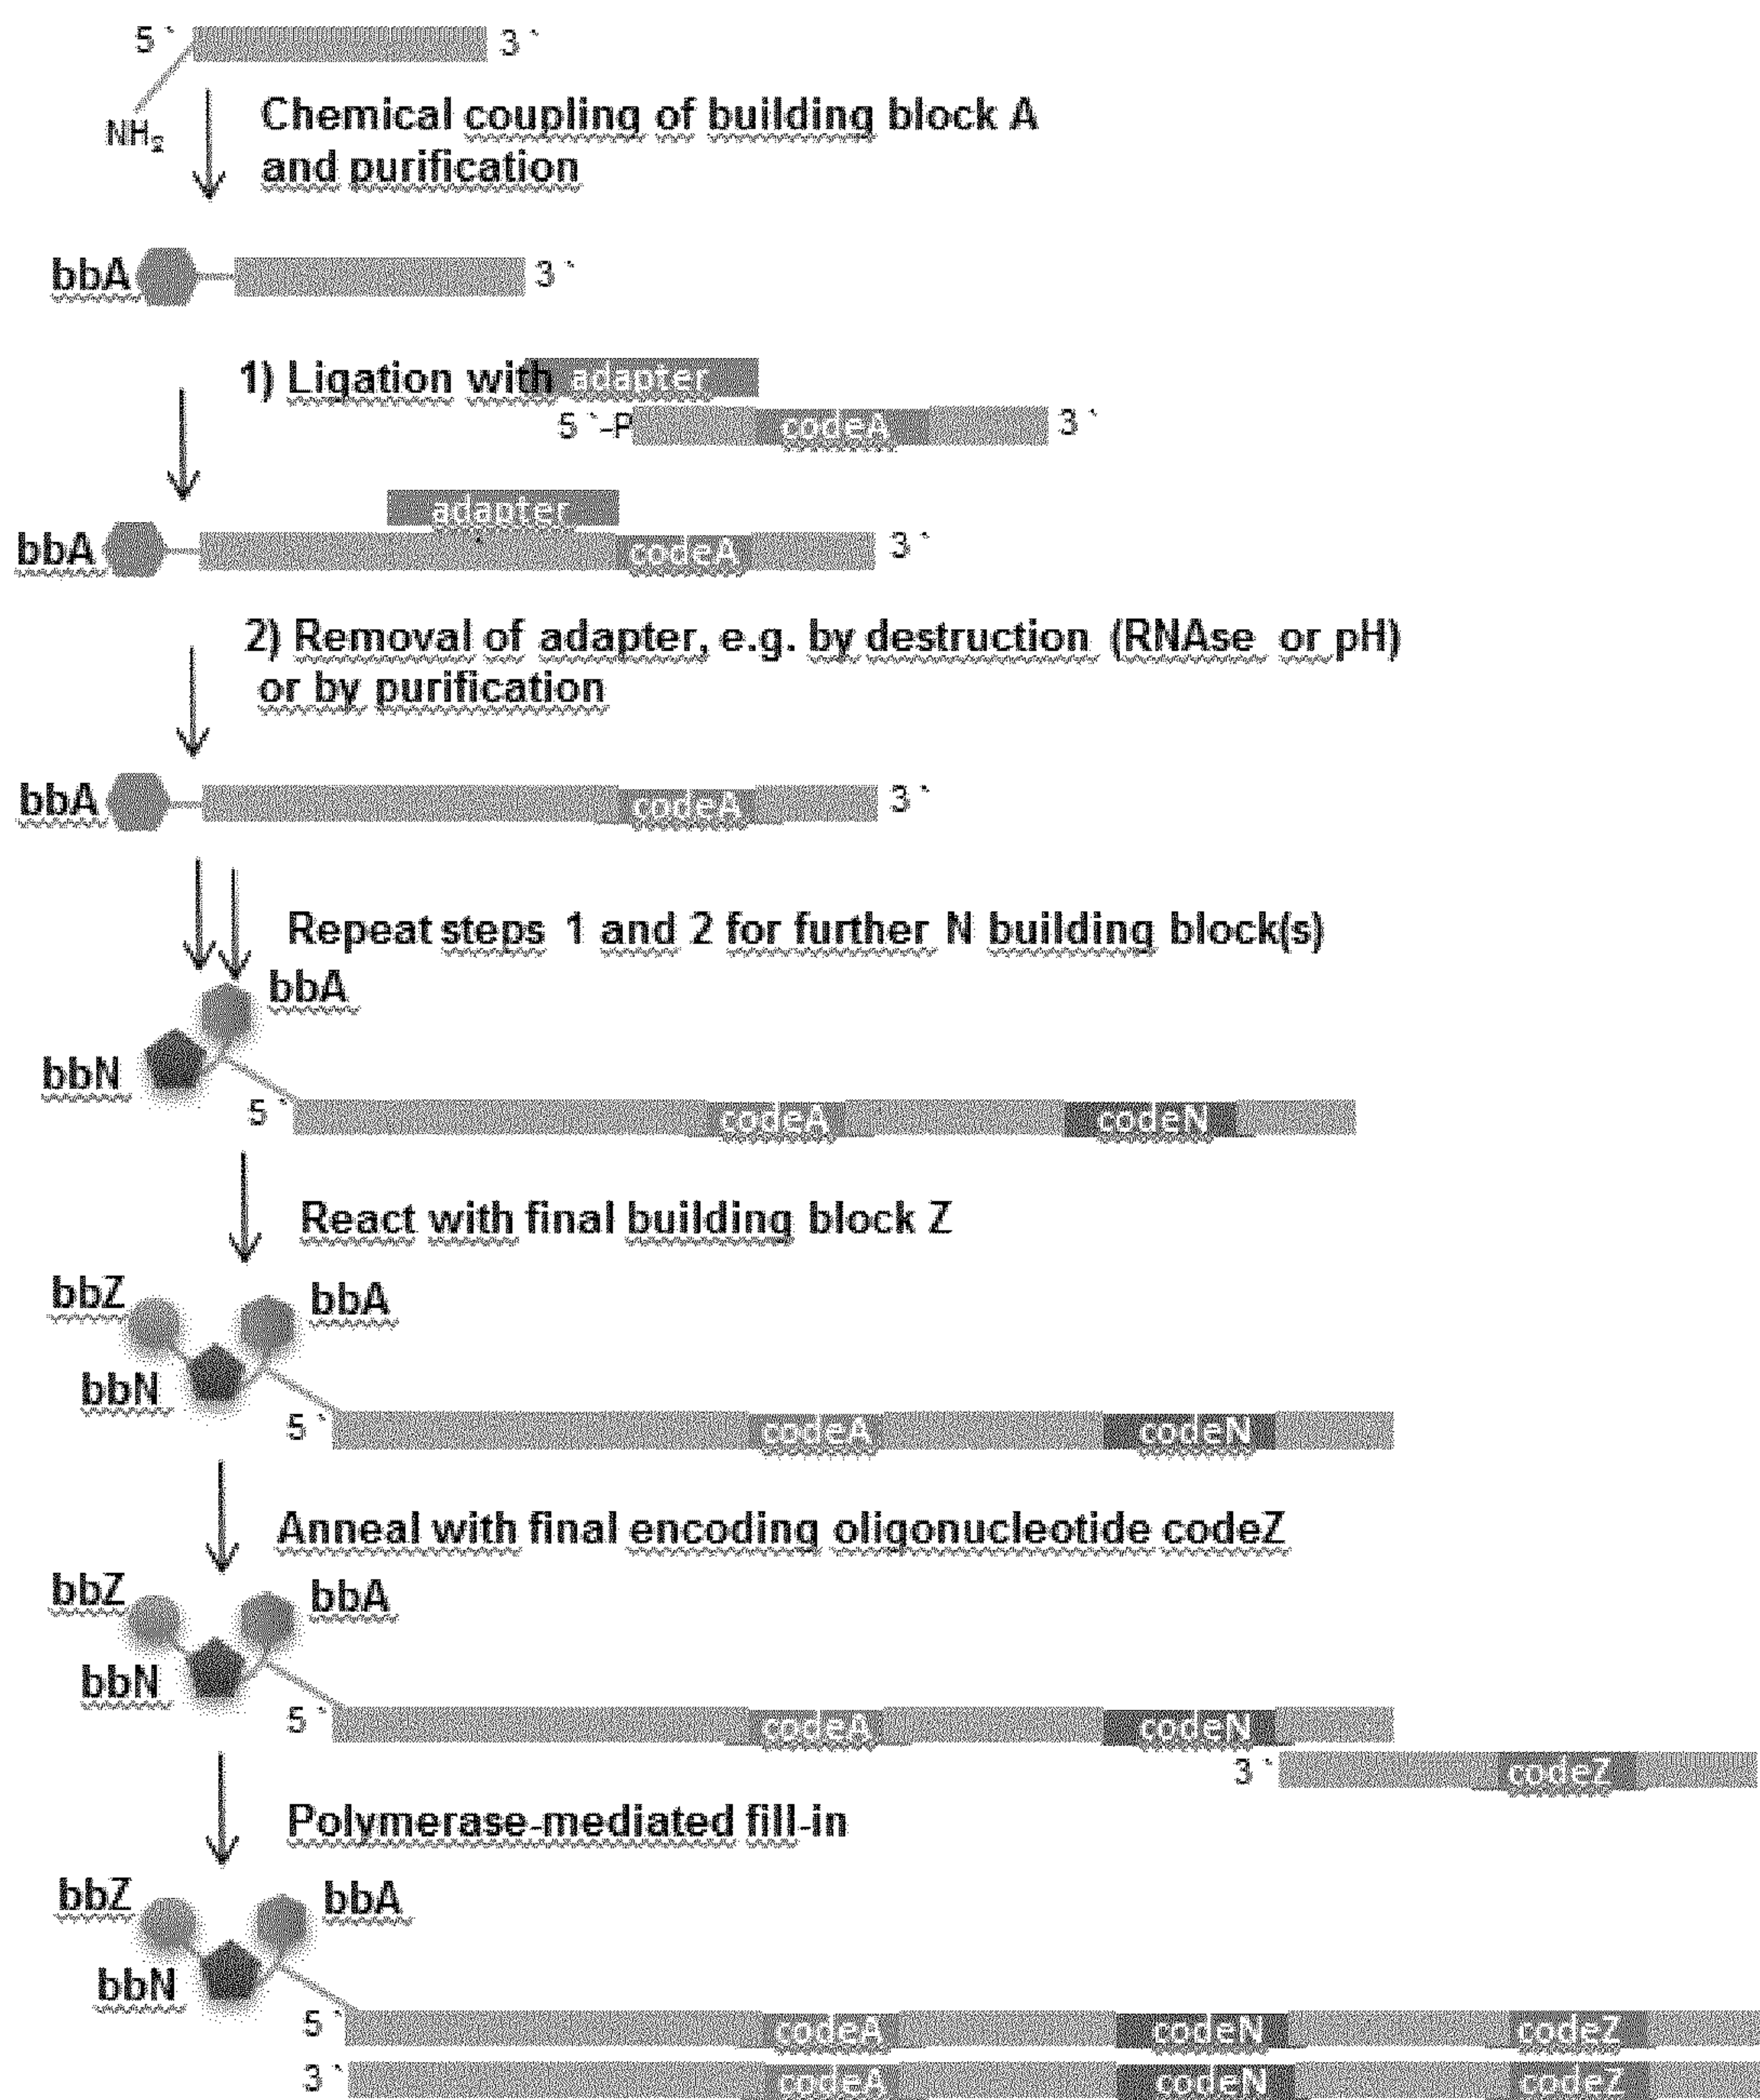 5` 3`
NH2
Chemical coupling of building block A
and purification
bbA 3`
1) Ligation with adapter
5`-P codeA 3`
adapter
bbA codeA 3`
2) Removal of adapter, e.g. by destruction (RNAse or pH)
or by purification
bbA codeA 3`
Repeat steps 1 and 2 for further N building block(s)
bbA
bbN
5` codeA codeN
React with final building block Z
bbZ bbA
bbN
5` codeA codeN
Anneal with final encoding oligonucleotide codeZ
bbZ bbA
bbN
5` codeA codeN
3` codeZ
Polymerase-mediated fill-in
bbZ bbA
bbN
5` codeA codeN codeZ
3` codeA codeN codeZ